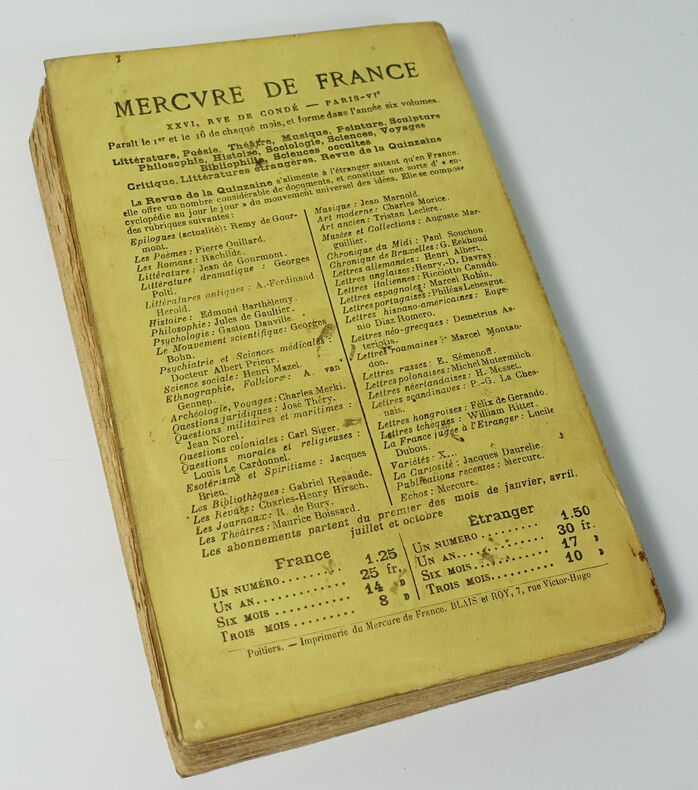 MERCVRE DE FRANCE
XXVI, RVE DE CONDÉ — PARIS-VIe
Paraît le 1er et le 16 de chaque mois, et forme dans l'année six volumes.
Littérature, Poésie, Théâtre, Musique, Peinture, Sculpture
Philosophie, Histoire, Sociologie, Sciences, Voyages
Bibliophilie, Sciences occultes
Critique, Littératures étrangères, Revue de la Quinzaine
La Revue de la Quinzaine s'alimente à l'étranger autant qu'en France,
elle offre un nombre considérable de documents, et constitue une sorte d' « en-
cyclopédie au jour le jour » du mouvement universel des idées. Elle se compose
des rubriques suivantes :
Epilogues (actualité) : Remy de Gour-
mont.
Les Poèmes : Pierre Quillard.
Les Romans : Rachilde.
Littérature : Jean de Gourmont.
Littérature dramatique : Georges
Polti.
Littératures antiques : A.-Ferdinand
Herold.
Histoire : Edmond Barthèlemy.
Philosophie : Jules de Gaultier.
Psychologie : Gaston Danville.
Le Mouvement scientifique : Georges
Bohn.
Psychiatrie et Sciences médicales :
Docteur Albert Prieur.
Science sociale : Henri Mazel.
Ethnographie, Folklore : A. van
Gennep.
Archéologie, Voyages : Charles Merki.
Questions juridiques : José Théry.
Questions militaires et maritimes :
Jean Norel.
Questions coloniales : Carl Siger.
Questions morales et religieuses :
Louis Le Cardonnel.
Esotérisme et Spiritisme : Jacques
Brieu.
Les Bibliothèques : Gabriel Renaude.
Les Revues : Charles-Henry Hirsch.
Les Journaux : R. de Bury.
Les Théâtres : Maurice Boissard.
Musique : Jean Marnold.
Art moderne : Charles Morice.
Art ancien : Tristan Leclère.
Musées et Collections : Auguste Mar-
guillier.
Chronique du Midi : Paul Souchon.
Chronique de Bruxelles : G. Eekhoud
Lettres allemandes : Henri Albert.
Lettres anglaises : Henry.-D. Davray.
Lettres italiennes : Ricciotto Canudo.
Lettres espagnoles : Marcel Robin.
Lettres portugaises : Philéas Lebesgue.
Lettres hispano-américaines : Euge-
nio Diaz Romero.
Lettres néo-grecques : Demetrius As-
teriotis.
Lettres roumaines : Marcel Montan-
don.
Lettres russes : E. Séménoff.
Lettres polonaises : Michel Mutermilch.
Lettres néerlandaises : H. Messet.
Lettres scandinaves : P.-G. La Ches-
nais.
Lettres hongroises : Félix de Gerando.
Lettres tchèques : William Ritter.
La France jugée à l'Etranger : Lucile
Dubois.
Variétés : X...
La Curiosité : Jacques Daurelle.
Publications récentes : Mercure.
Echos : Mercure.
Les abonnements partent du premier des mois de janvier, avril,
juillet et octobre
France
UN NUMÉRO......... 1.25
UN AN............ 25 fr.
SIX MOIS ......... 14 »
TROIS MOIS ....... 8 »
Étranger
UN NUMÉRO ........ 1.50
UN AN............ 30 fr.
SIX MOIS......... 17 »
TROIS MOIS....... 10 »
Poitiers. — Imprimerie du Mercure de France. BLAIS et ROY, 7, rue Victor-Hugo